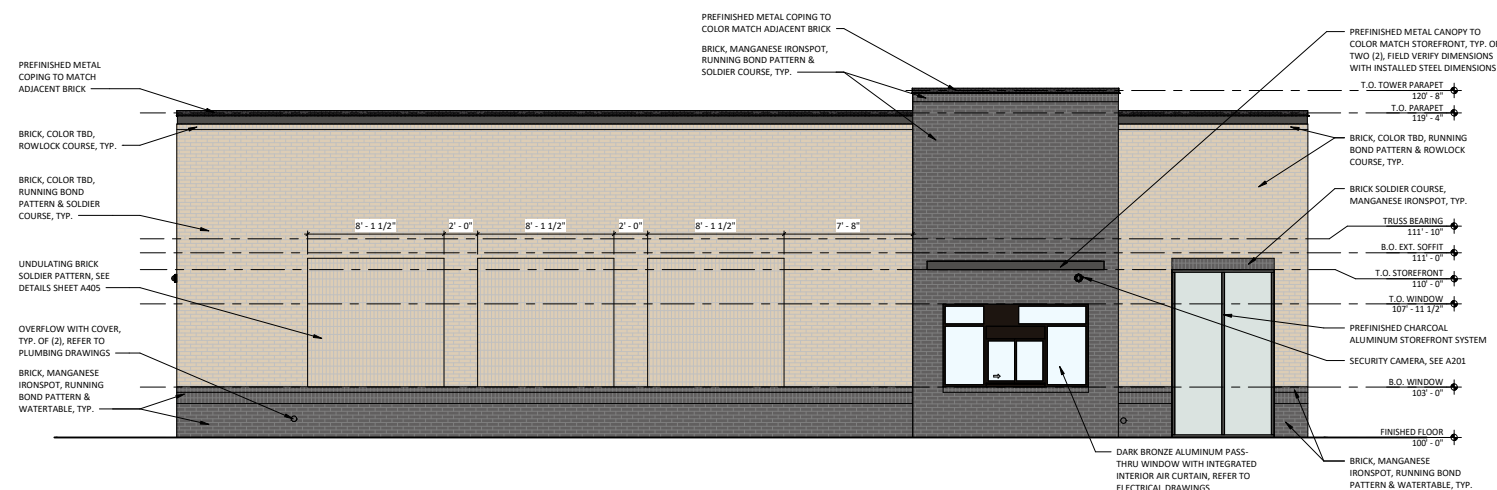 PREFINISHED METAL COPING TO
COLOR MATCH ADJACENT BRICK
BRICK, MANGANESE IRONSPOT,
RUNNING BOND PATTERN &
SOLDIER COURSE, TYP.
PREFINISHED METAL
COPING TO MATCH
ADJACENT BRICK
BRICK, COLOR TBD,
ROWLOCK COURSE, TYP.
BRICK, COLOR TBD,
RUNNING BOND
PATTERN & SOLDIER
COURSE, TYP.
UNDULATING BRICK
SOLDIER PATTERN, SEE
DETAILS SHEET A405
OVERFLOW WITH COVER,
TYP. OF (2), REFER TO
PLUMBING DRAWINGS
BRICK, MANGANESE
IRONSPOT, RUNNING
BOND PATTERN &
WATERTABLE, TYP.
8' - 1 1/2" 2' - 0" 8' - 1 1/2" 2' - 0" 8' - 1 1/2" 7' - 8"
PREFINISHED METAL CANOPY TO
COLOR MATCH STOREFRONT, TYP. OF
TWO (2), FIELD VERIFY DIMENSIONS
WITH INSTALLED STEEL DIMENSIONS
T.O. TOWER PARAPET
120' - 8"
T.O. PARAPET
119' - 4"
BRICK, COLOR TBD, RUNNING
BOND PATTERN & ROWLOCK
COURSE, TYP.
BRICK SOLDIER COURSE,
MANGANESE IRONSPOT, TYP.
TRUSS BEARING
111' - 10"
B.O. EXT. SOFFIT
111' - 0"
T.O. STOREFRONT
110' - 0"
T.O. WINDOW
107' - 11 1/2"
PREFINISHED CHARCOAL
ALUMINUM STOREFRONT SYSTEM
SECURITY CAMERA, SEE A201
B.O. WINDOW
103' - 0"
FINISHED FLOOR
100' - 0"
DARK BRONZE ALUMINUM PASS-
THRU WINDOW WITH INTEGRATED
INTERIOR AIR CURTAIN, REFER TO
ELECTRICAL DRAWINGS
BRICK, MANGANESE
IRONSPOT, RUNNING BOND
PATTERN & WATERTABLE, TYP.